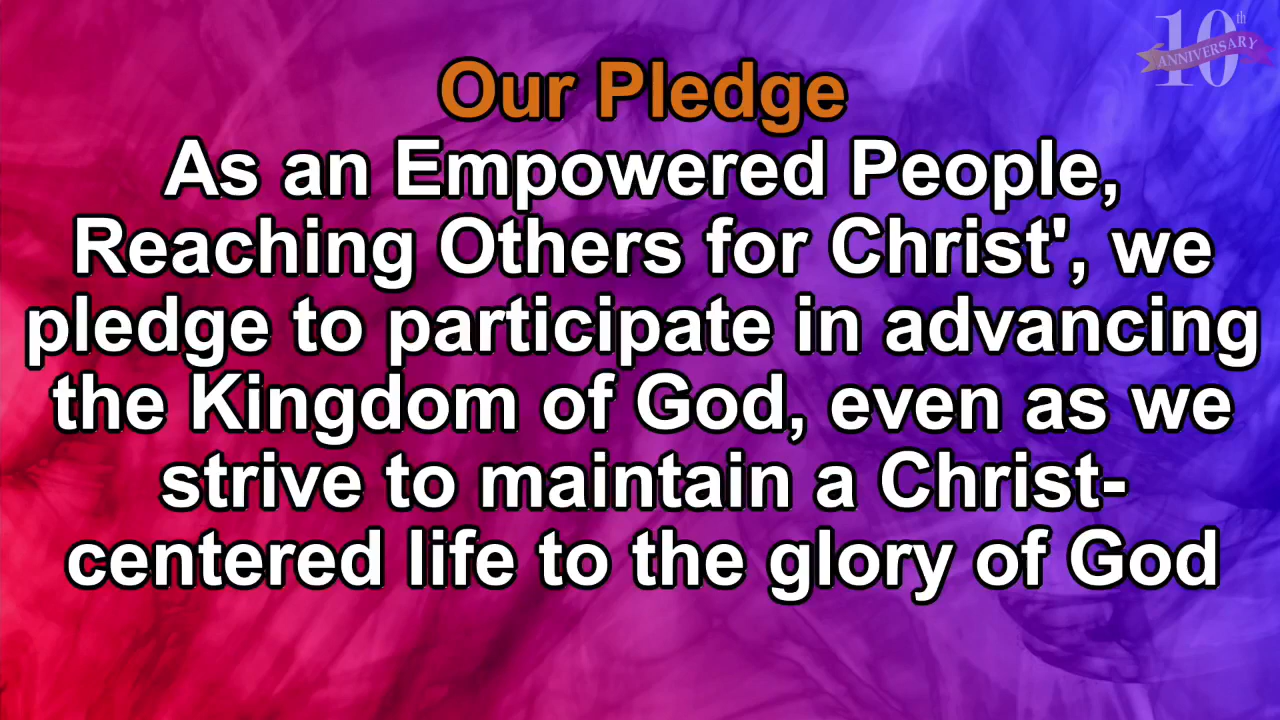 10th
ANNIVERSARY
Our Pledge
As an Empowered People,
Reaching Others for Christ', we
pledge to participate in advancing
the Kingdom of God, even as we
strive to maintain a Christ-
centered life to the glory of God